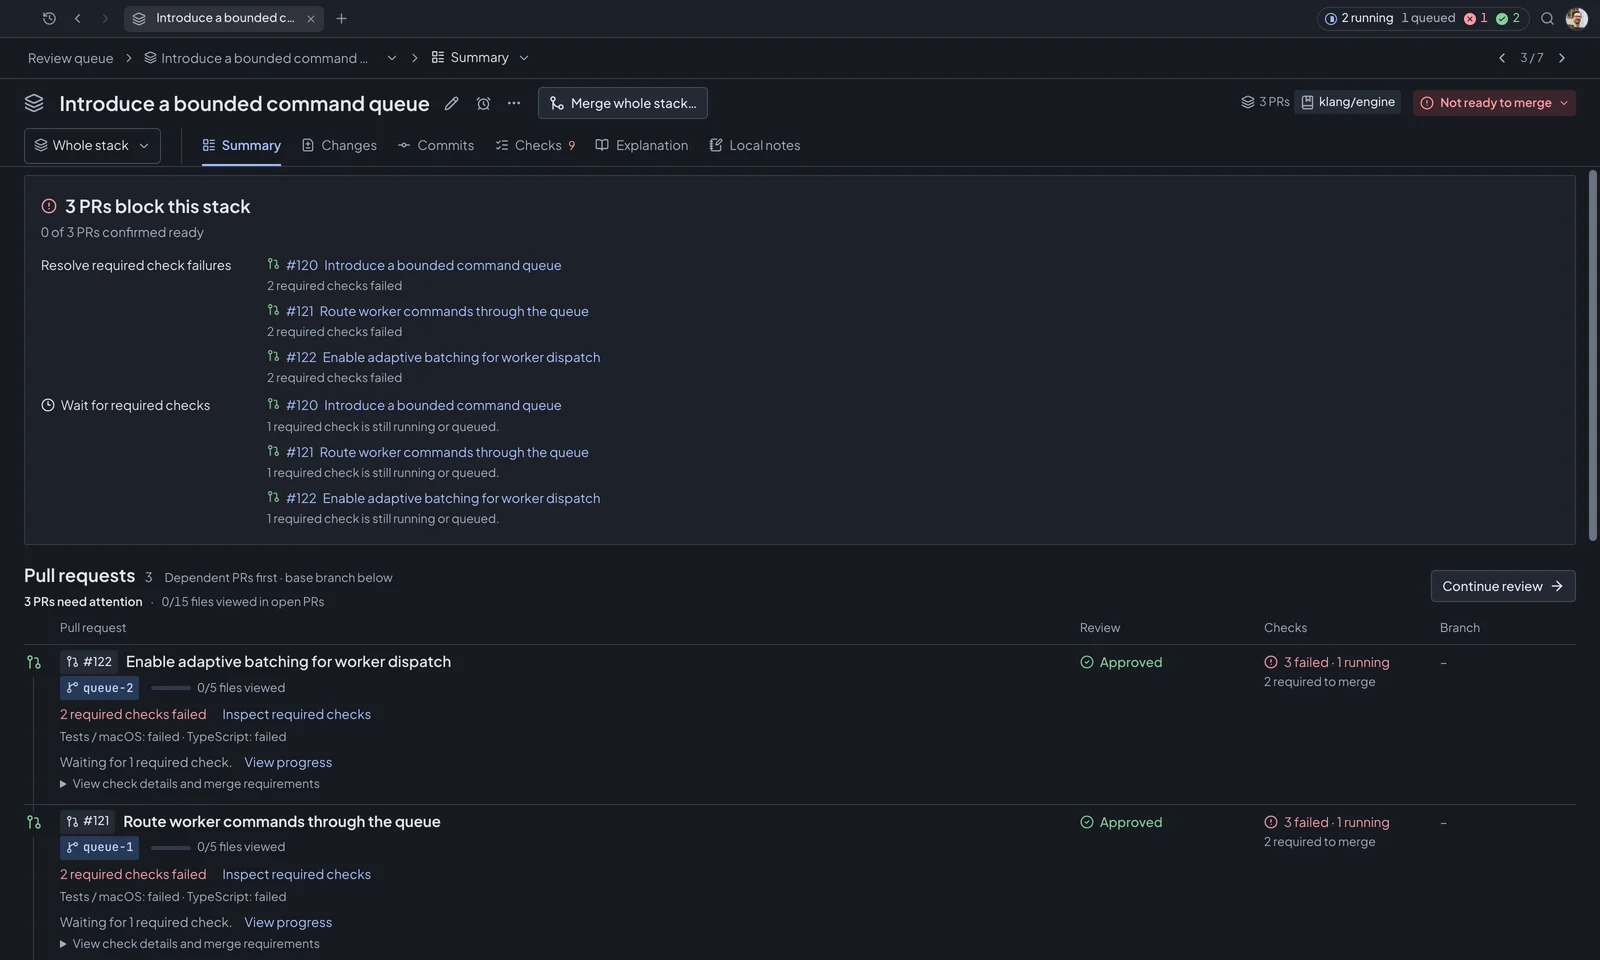 Introduce a bounded c...
2 running 1 queued 1 2
Review queue Introduce a bounded command ... Summary 3/7
Introduce a bounded command queue Merge whole stack... 3 PRs klang/engine Not ready to merge
Whole stack Summary Changes Commits Checks 9 Explanation Local notes
3 PRs block this stack
0 of 3 PRs confirmed ready
Resolve required check failures #120 Introduce a bounded command queue
2 required checks failed
#121 Route worker commands through the queue
2 required checks failed
#122 Enable adaptive batching for worker dispatch
2 required checks failed
Wait for required checks #120 Introduce a bounded command queue
1 required check is still running or queued.
#121 Route worker commands through the queue
1 required check is still running or queued.
#122 Enable adaptive batching for worker dispatch
1 required check is still running or queued.
Pull requests 3 Dependent PRs first · base branch below
Continue review
3 PRs need attention · 0/15 files viewed in open PRs
Pull request Review Checks Branch
#122 Enable adaptive batching for worker dispatch Approved 3 failed · 1 running –
2 required to merge
queue-2 0/5 files viewed
2 required checks failed Inspect required checks
Tests / macOS: failed · TypeScript: failed
Waiting for 1 required check. View progress
View check details and merge requirements
#121 Route worker commands through the queue Approved 3 failed · 1 running –
2 required to merge
queue-1 0/5 files viewed
2 required checks failed Inspect required checks
Tests / macOS: failed · TypeScript: failed
Waiting for 1 required check. View progress
View check details and merge requirements